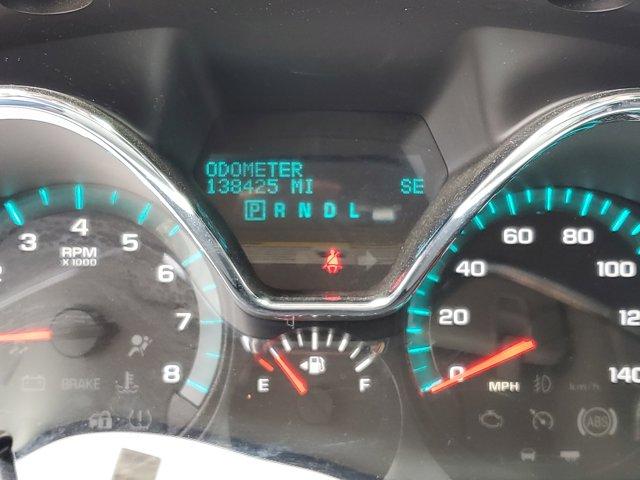 ODOMETER
138425 MI SE
P R N D L
2 3 4 5 6 7 8
RPM
X 1000
BRAKE
E F
0 20 40 60 80 100 12 140
MPH
km/h
ABS